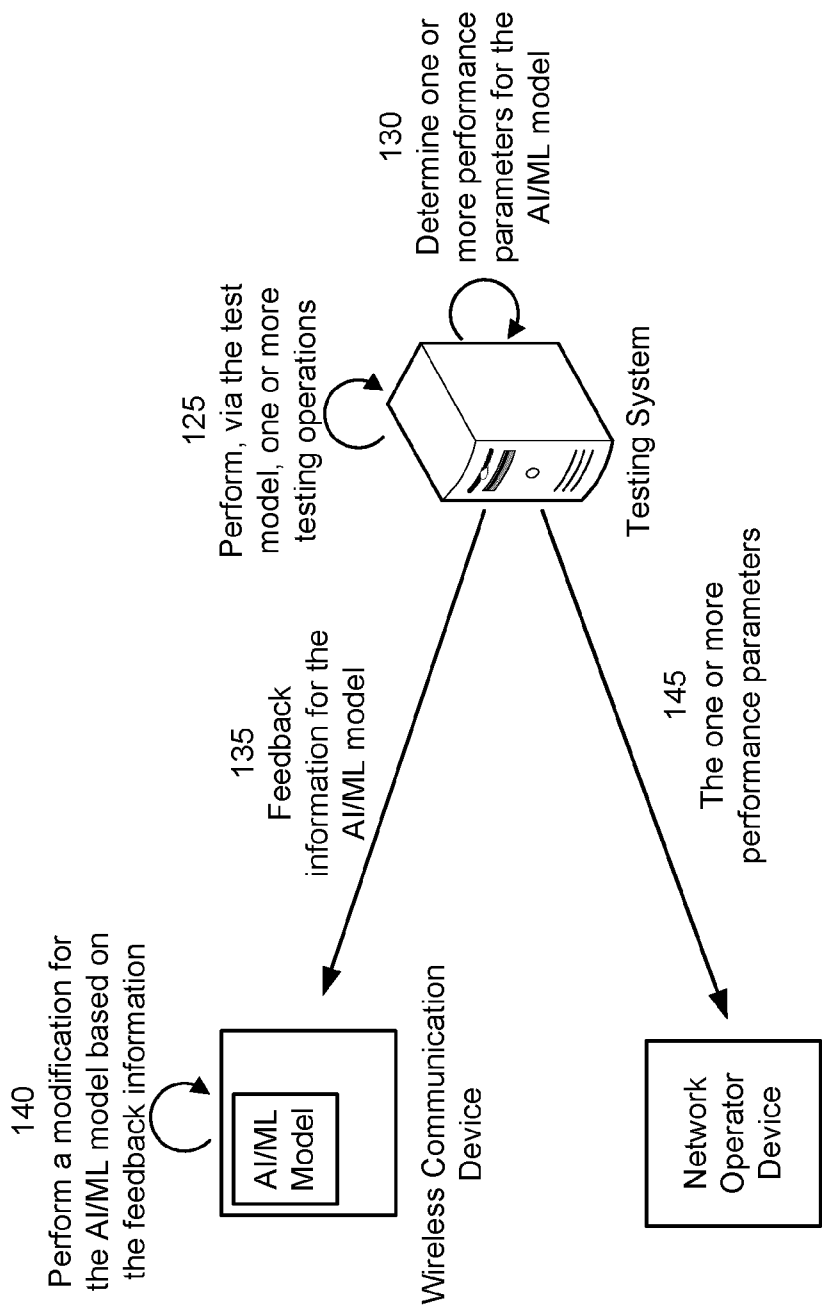 140
Perform a modification for
the AI/ML model based on
the feedback information
AI/ML
Model
Wireless Communication
Device
135
Feedback
information for the
AI/ML model
125
Perform, via the test
model, one or more
testing operations
130
Determine one or
more performance
parameters for the
AI/ML model
Testing System
145
The one or more
performance parameters
Network
Operator
Device